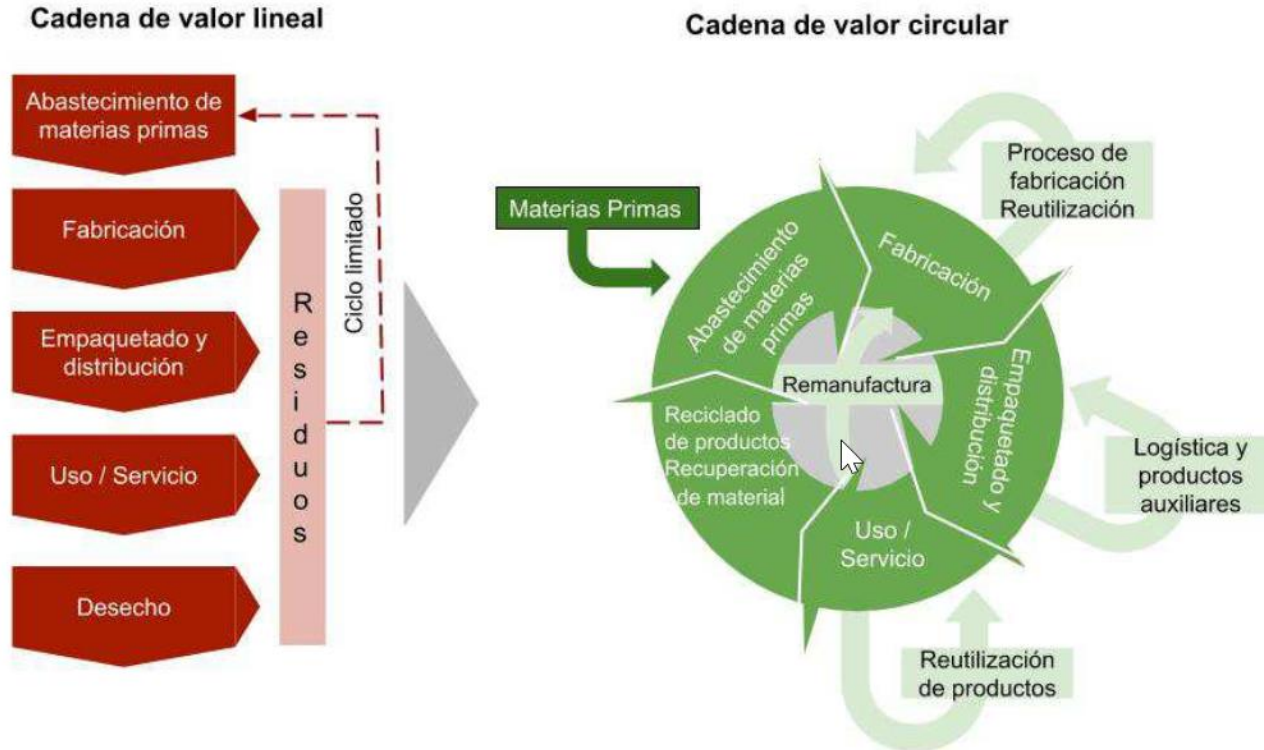 Cadena de valor lineal
Abastecimiento de
materias primas
Fabricación
Empaquetado y
distribución
Uso / Servicio
Desecho
Residuos
Ciclo limitado
Cadena de valor circular
Materias Primas
Abastecimiento
de materias
primas
Fabricación
Empaquetado y
distribución
Uso /
Servicio
Reciclado
de productos
Recuperación
de material
Remanufactura
Proceso de
fabricación
Reutilización
Logística y
productos
auxiliares
Reutilización
de productos